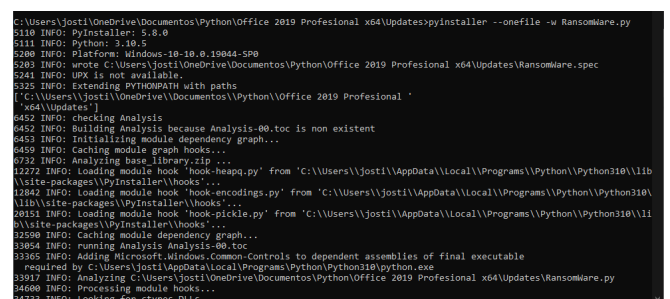 C:\Users\josti\OneDrive\Documentos\Python\Office 2019 Profesional x64\Updates>pyinstaller --onefile -w RansomWare.py
5110 INFO: PyInstaller: 5.8.0
5111 INFO: Python: 3.10.5
5200 INFO: Platform: Windows-10-10.0.19044-SP0
5203 INFO: wrote C:\Users\josti\OneDrive\Documentos\Python\Office 2019 Profesional x64\Updates\RansomWare.spec
5241 INFO: UPX is not available.
5325 INFO: Extending PYTHONPATH with paths
['C:\\Users\\josti\\OneDrive\\Documentos\\Python\\Office 2019 Profesional '
'x64\\Updates']
6452 INFO: checking Analysis
6452 INFO: Building Analysis because Analysis-00.toc is non existent
6453 INFO: Initializing module dependency graph...
6459 INFO: Caching module graph hooks...
6732 INFO: Analyzing base_library.zip ...
12272 INFO: Loading module hook 'hook-heapq.py' from 'C:\\Users\\josti\\AppData\\Local\\Programs\\Python\\Python310\\lib
\\site-packages\\PyInstaller\\hooks'...
12842 INFO: Loading module hook 'hook-encodings.py' from 'C:\\Users\\josti\\AppData\\Local\\Programs\\Python\\Python310\
\lib\\site-packages\\PyInstaller\\hooks'...
20151 INFO: Loading module hook 'hook-pickle.py' from 'C:\\Users\\josti\\AppData\\Local\\Programs\\Python\\Python310\\li
b\\site-packages\\PyInstaller\\hooks'...
32590 INFO: Caching module dependency graph...
33054 INFO: running Analysis Analysis-00.toc
33365 INFO: Adding Microsoft.Windows.Common-Controls to dependent assemblies of final executable
required by C:\Users\josti\AppData\Local\Programs\Python\Python310\python.exe
33917 INFO: Analyzing C:\Users\josti\OneDrive\Documentos\Python\Office 2019 Profesional x64\Updates\RansomWare.py
34600 INFO: Processing module hooks...
INFO: Looking for ctypes DLLs